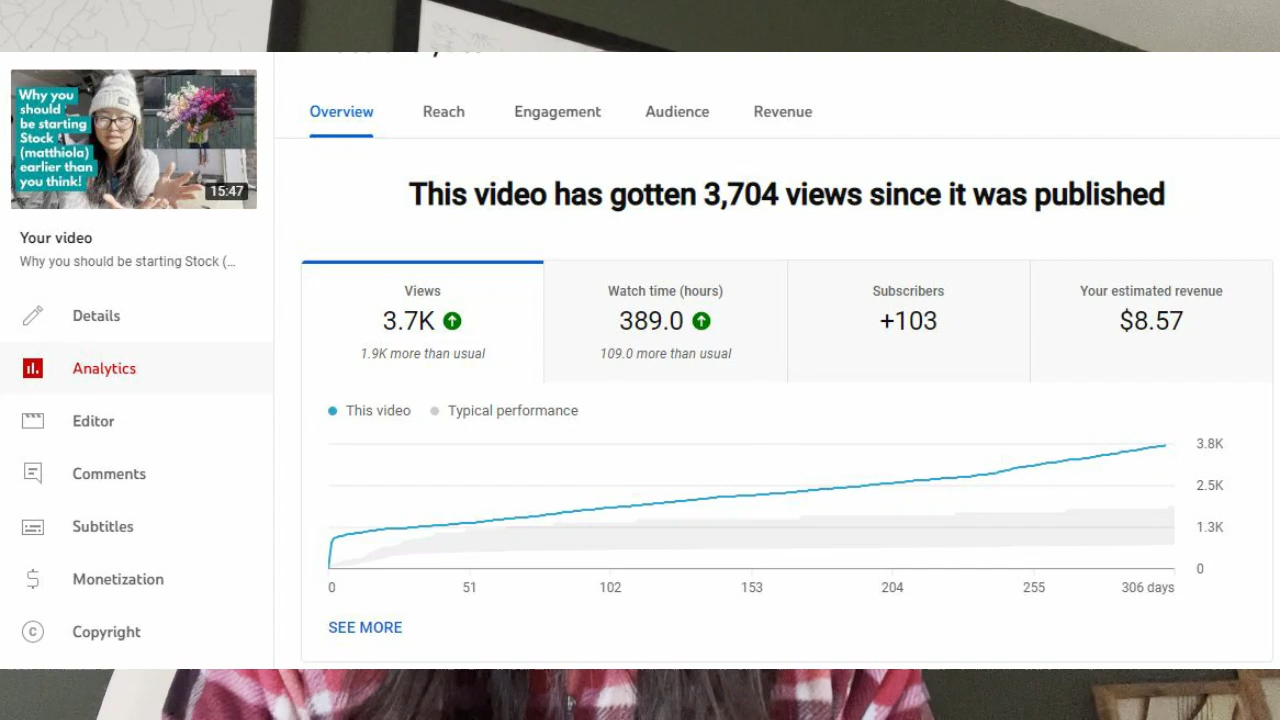 Why you
should
be starting
Stock
(matthiola)
earlier than
you think!
15:47
Your video
Why you should be starting Stock (…
Details
Analytics
Editor
Comments
Subtitles
Monetization
Copyright
Overview Reach Engagement Audience Revenue
This video has gotten 3,704 views since it was published
Views
3.7K
1.9K more than usual
Watch time (hours)
389.0
109.0 more than usual
Subscribers
+103
Your estimated revenue
$8.57
This video Typical performance
3.8K
2.5K
1.3K
0
0 51 102 153 204 255 306 days
SEE MORE